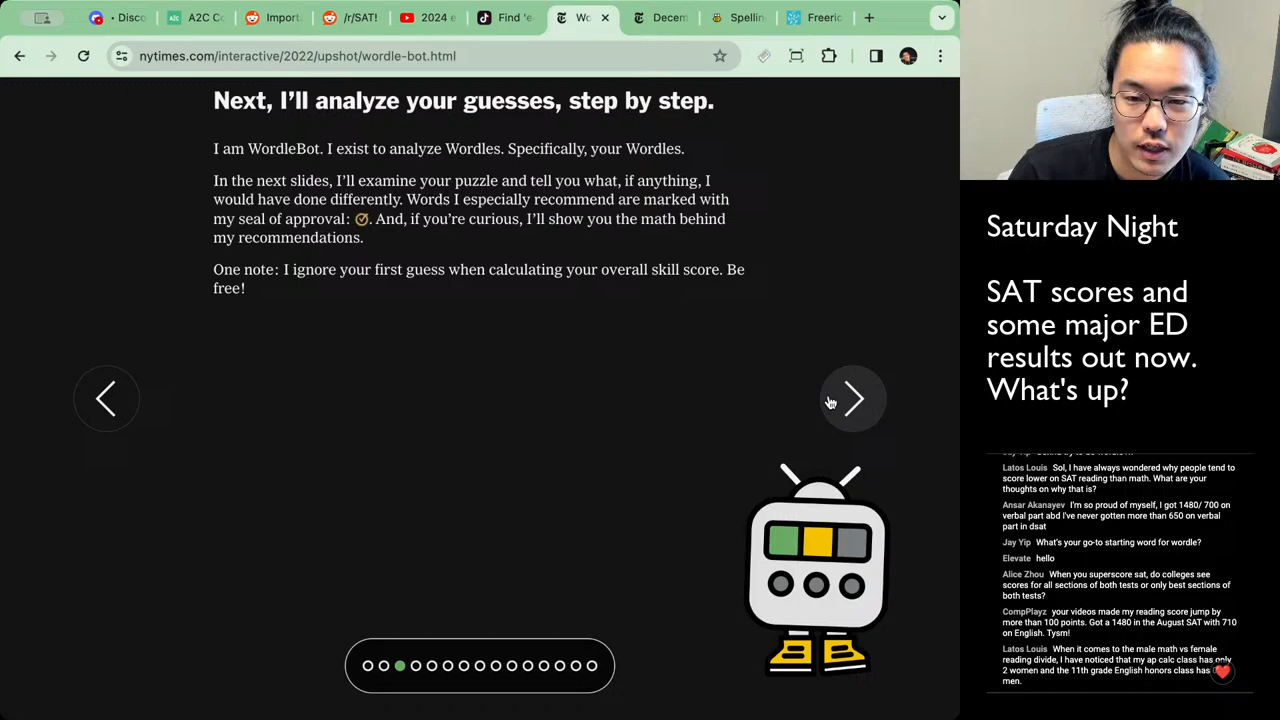 • Disco
A2C Co
Import
/r/SAT!
2024 e
Find 'e
Wo
Decem
Spellin
Freeric
nytimes.com/interactive/2022/upshot/wordle-bot.html
Next, I'll analyze your guesses, step by step.
I am WordleBot. I exist to analyze Wordles. Specifically, your Wordles.
In the next slides, I'll examine your puzzle and tell you what, if anything, I
would have done differently. Words I especially recommend are marked with
my seal of approval: . And, if you're curious, I'll show you the math behind
my recommendations.
One note: I ignore your first guess when calculating your overall skill score. Be
free!
Saturday Night
SAT scores and
some major ED
results out now.
What's up?
Latos Louis Sol, I have always wondered why people tend to
score lower on SAT reading than math. What are your
thoughts on why that is?
Ansar Akanayev I'm so proud of myself, I got 1480/ 700 on
verbal part abd I've never gotten more than 650 on verbal
part in dsat
Jay Yip What's your go-to starting word for wordle?
Elevate hello
Alice Zhou When you superscore sat, do colleges see
scores for all sections of both tests or only best sections of
both tests?
CompPlayz your videos made my reading score jump by
more than 100 points. Got a 1480 in the August SAT with 710
on English. Tysm!
Latos Louis When it comes to the male math vs female
reading divide, I have noticed that my ap calc class has only
2 women and the 11th grade English honors class has
men.